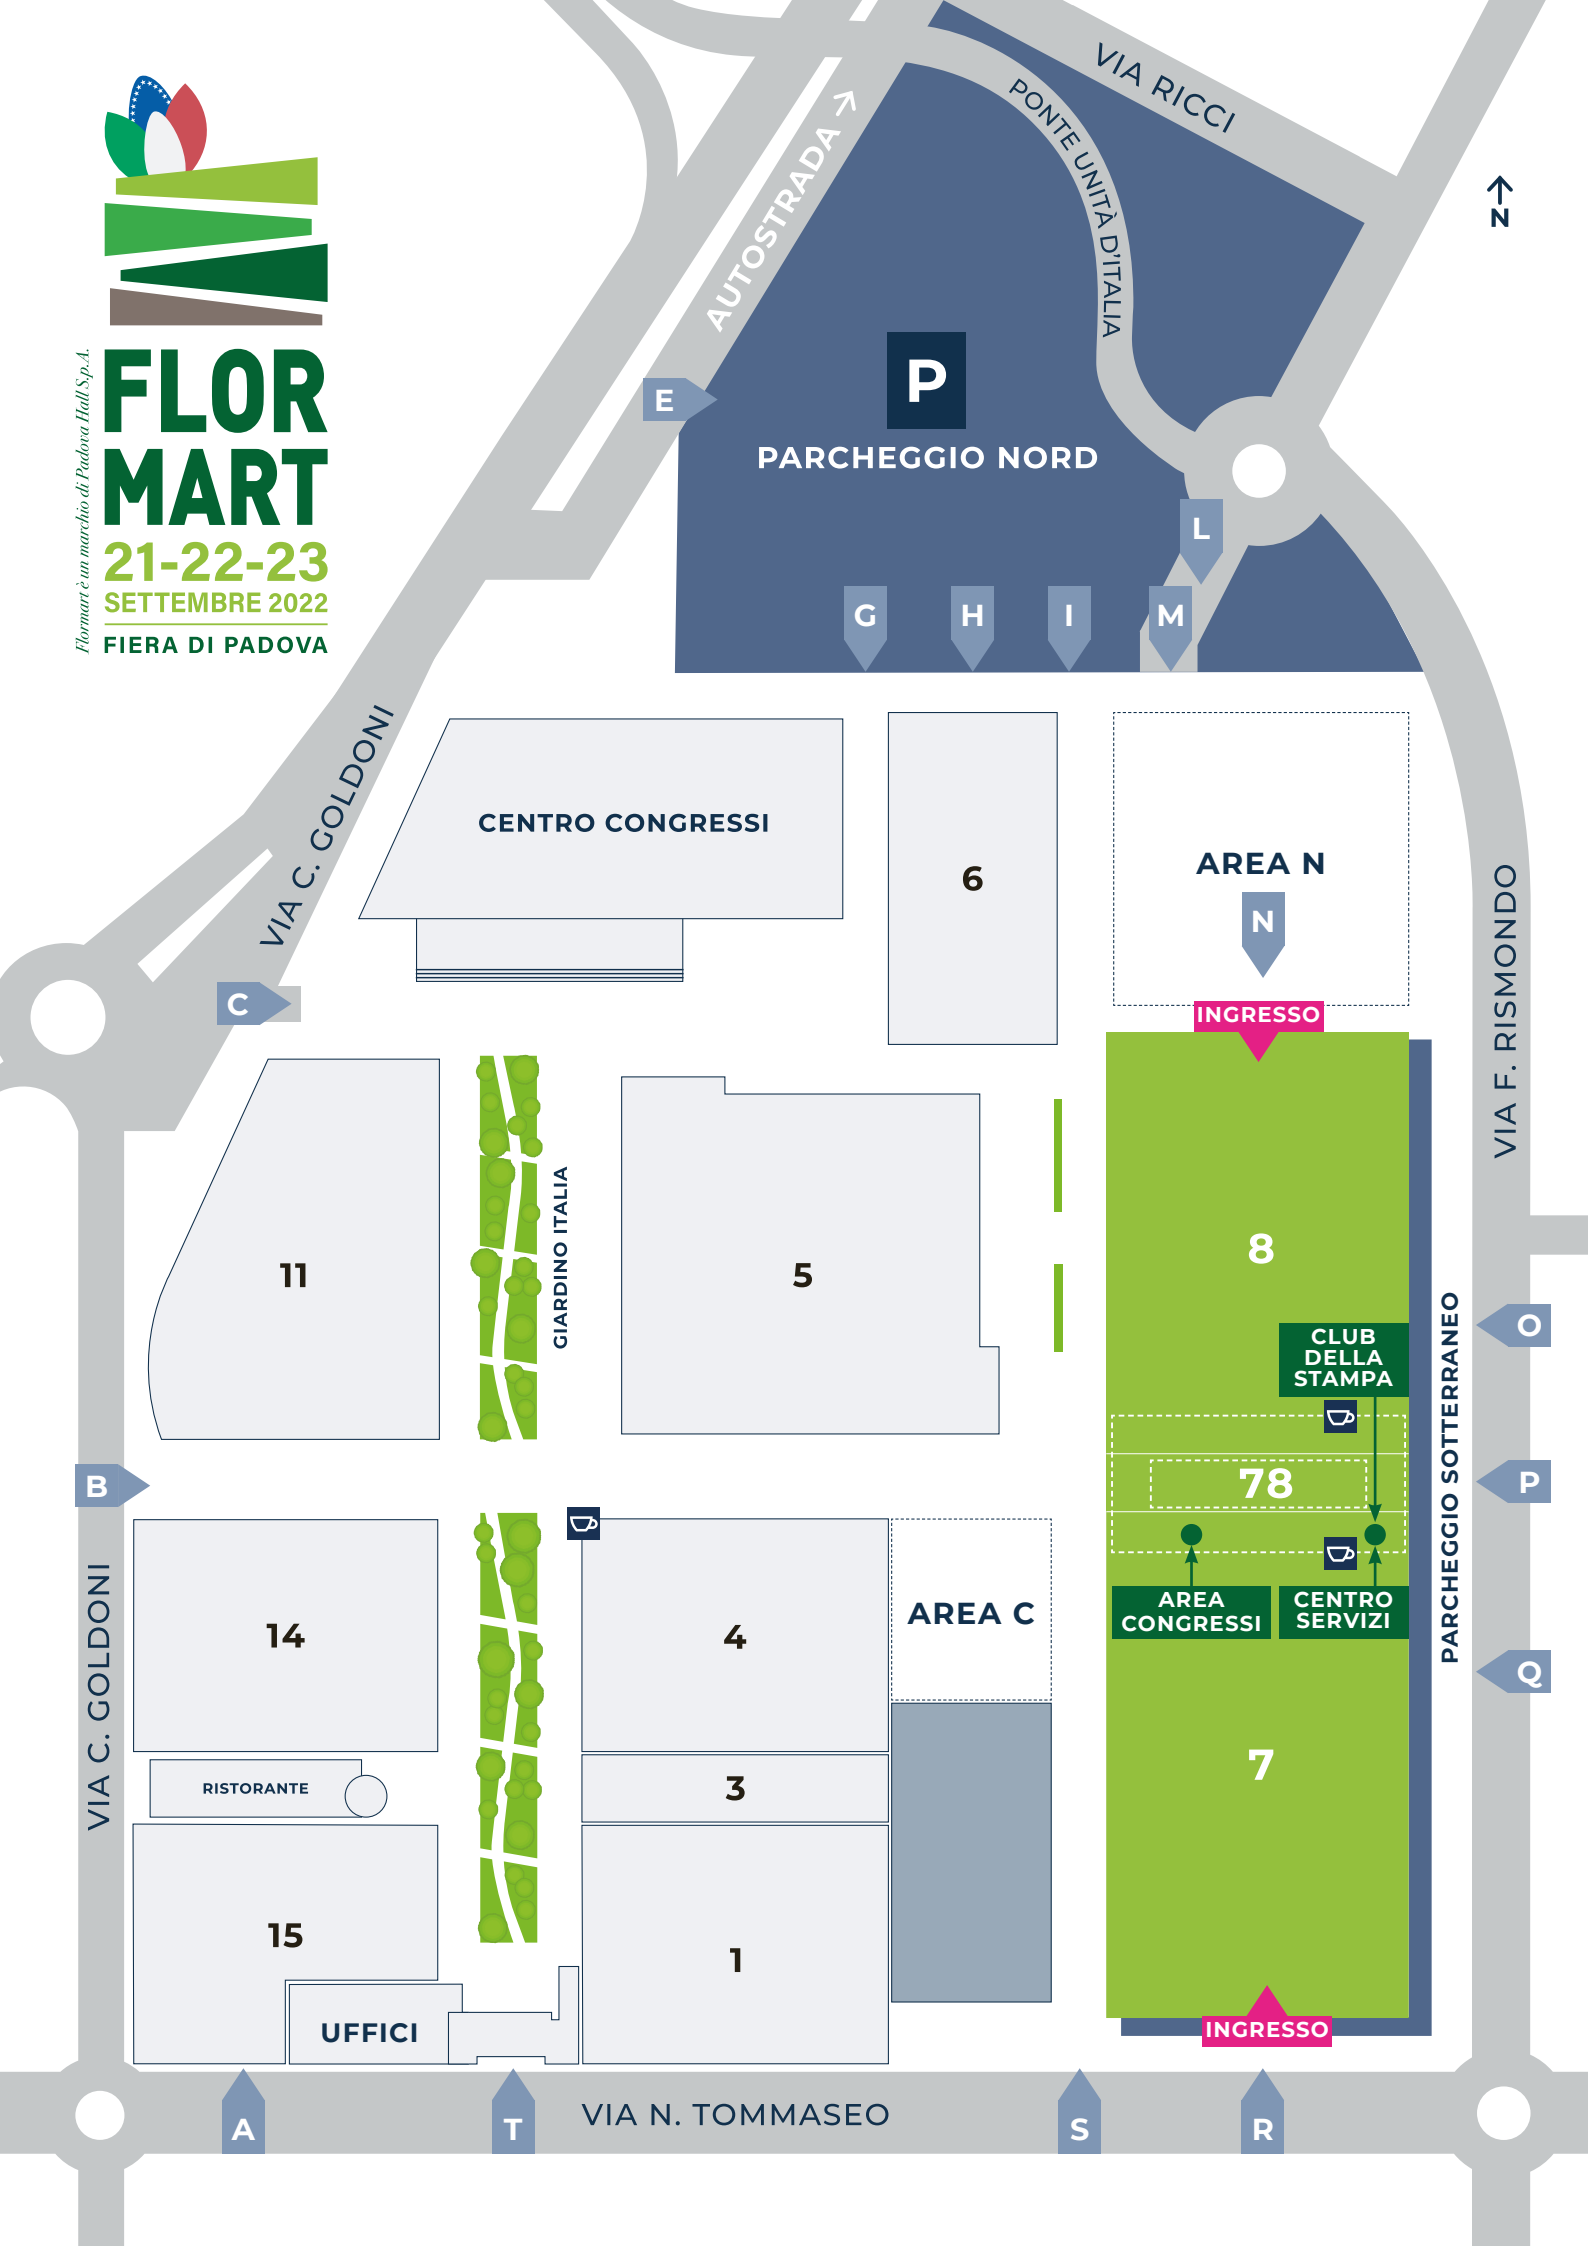 VIA RICCI
PONTE UNITÀ D'ITALIA
AUTOSTRADA
N
Flormart è un marchio di Padova Hall S.p.A.
FLOR
MART
21-22-23
SETTEMBRE 2022
FIERA DI PADOVA
E
P
PARCHEGGIO NORD
L
G
H
I
M
VIA C. GOLDONI
CENTRO CONGRESSI
6
AREA N
N
INGRESSO
VIA F. RISMONDO
C
11
GIARDINO ITALIA
5
8
CLUB
DELLA
STAMPA
O
PARCHEGGIO SOTTERRANEO
78
P
B
14
4
AREA C
AREA
CONGRESSI
CENTRO
SERVIZI
Q
VIA C. GOLDONI
RISTORANTE
3
7
15
1
UFFICI
INGRESSO
A
T
VIA N. TOMMASEO
S
R